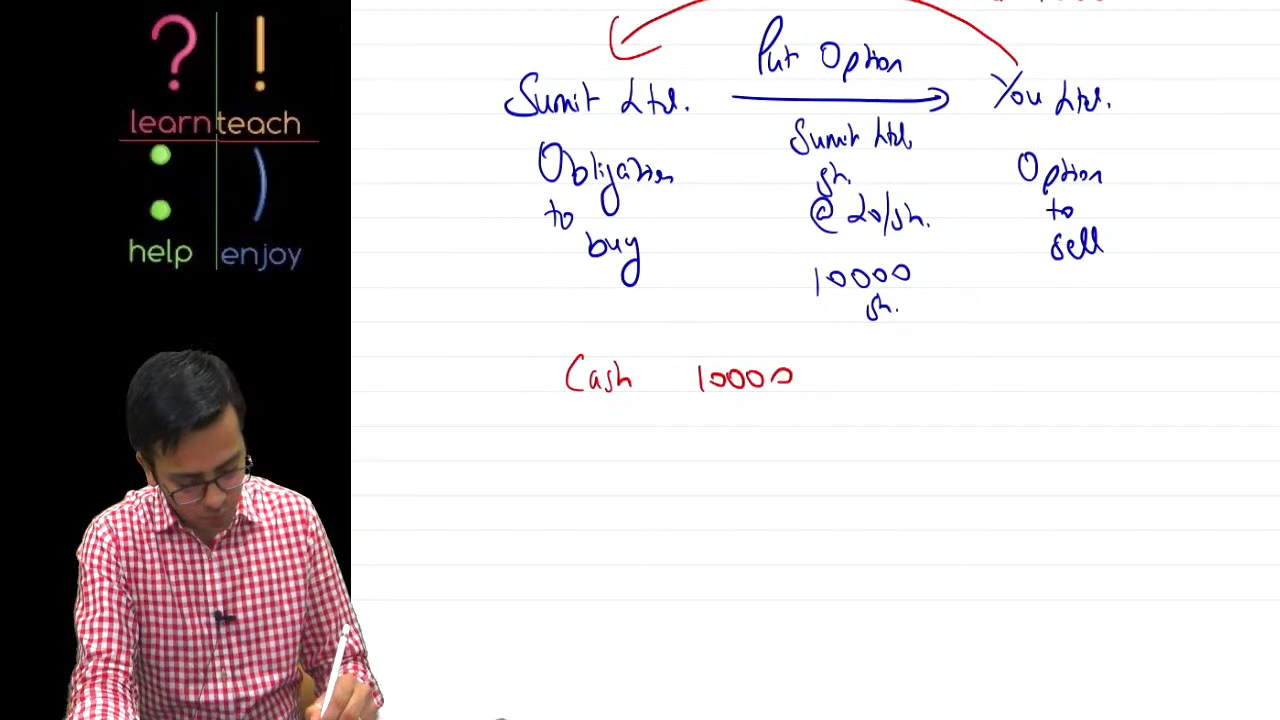 ? !
learn teach
: )
help enjoy
Put Option
Sumit Ltd. You Ltd.
Sumit Ltd.
sh.
@ 20/sh.
10000
sh.
Obligation
to
buy
Option
to
sell
Cash 10000